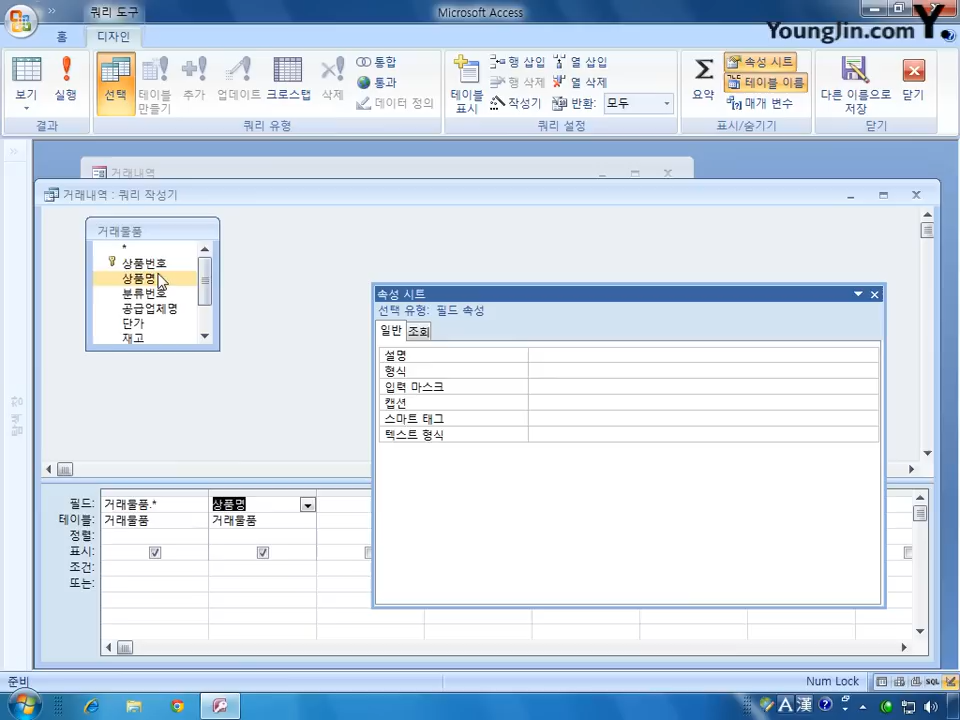 쿼리 도구
Microsoft Access
YoungJin.com Y.
홈
디자인
보기
실행
선택
테이블 만들기
추가
업데이트
크로스탭
삭제
통합
통과
데이터 정의
테이블 표시
행 삽입
행 삭제
작성기
열 삽입
열 삭제
반환: 모두
요약
속성 시트
테이블 이름
매개 변수
다른 이름으로 저장
닫기
결과
쿼리 유형
쿼리 설정
표시/숨기기
닫기
거래내역
거래내역 : 쿼리 작성기
거래물품
*
상품번호
상품명
분류번호
공급업체명
단가
재고
속성 시트
선택 유형: 필드 속성
일반 조회
설명
형식
입력 마스크
캡션
스마트 태그
텍스트 형식
필드: 거래물품.* 상품명
테이블: 거래물품 거래물품
정렬:
표시:
조건:
또는:
준비
Num Lock
SQL
A 漢